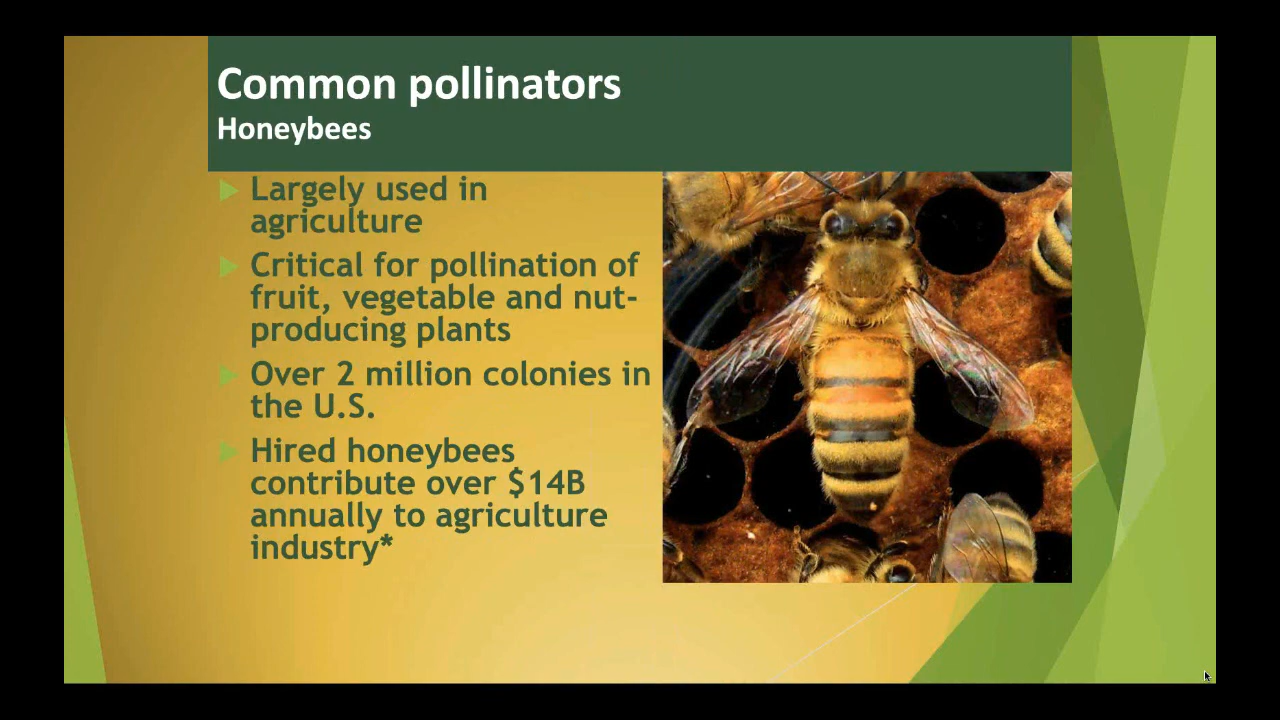 Common pollinators
Honeybees
Largely used in
agriculture
Critical for pollination of
fruit, vegetable and nut-
producing plants
Over 2 million colonies in
the U.S.
Hired honeybees
contribute over $14B
annually to agriculture
industry*